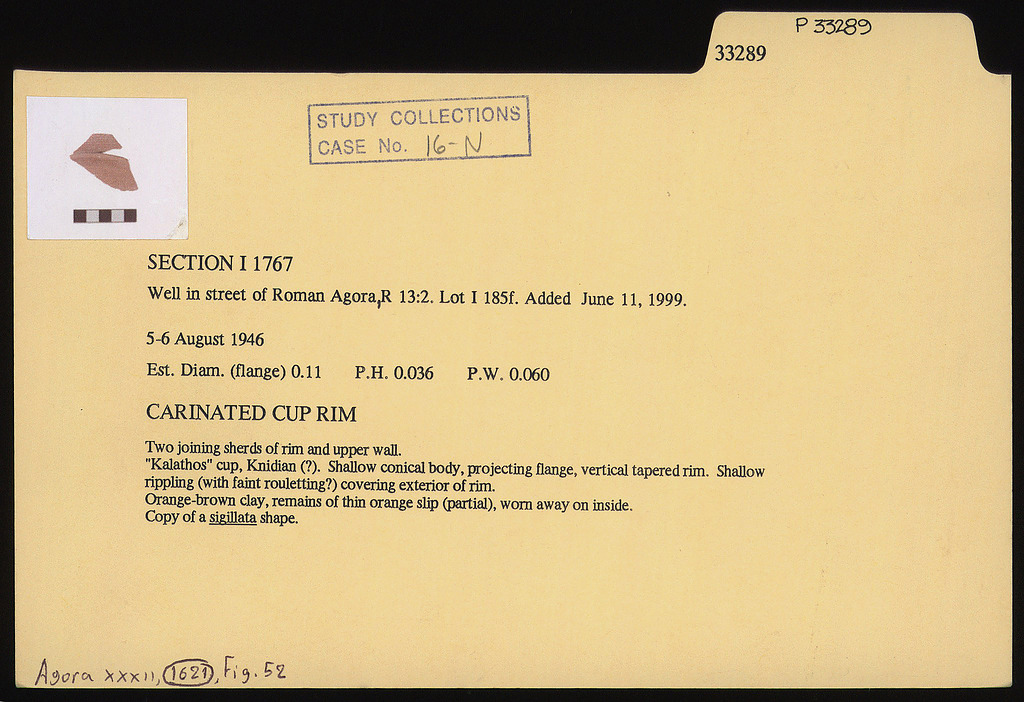 P 33289
33289
STUDY COLLECTIONS
CASE No. 16-N
SECTION I 1767
Well in street of Roman Agora, R 13:2. Lot I 185f. Added June 11, 1999.
5-6 August 1946
Est. Diam. (flange) 0.11 P.H. 0.036 P.W. 0.060
CARINATED CUP RIM
Two joining sherds of rim and upper wall.
"Kalathos" cup, Knidian (?). Shallow conical body, projecting flange, vertical tapered rim. Shallow
rippling (with faint rouletting?) covering exterior of rim.
Orange-brown clay, remains of thin orange slip (partial), worn away on inside.
Copy of a sigillata shape.
Agora XXXII, 1621, Fig. 52